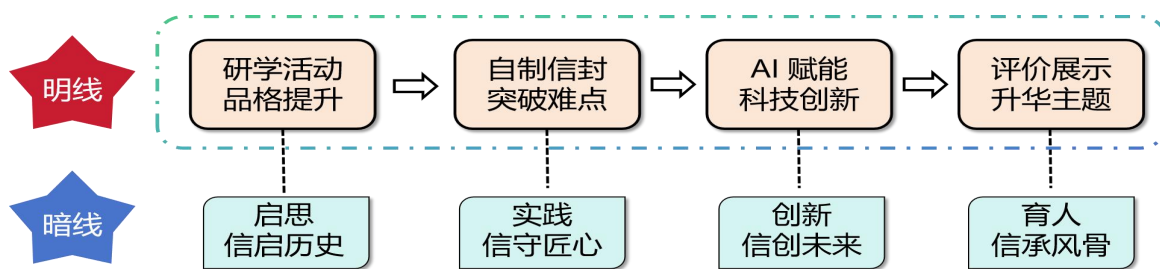 明线
研学活动
品格提升
自制信封
突破难点
AI 赋能
科技创新
评价展示
升华主题
暗线
启思
信启历史
实践
信守匠心
创新
信创未来
育人
信承风骨